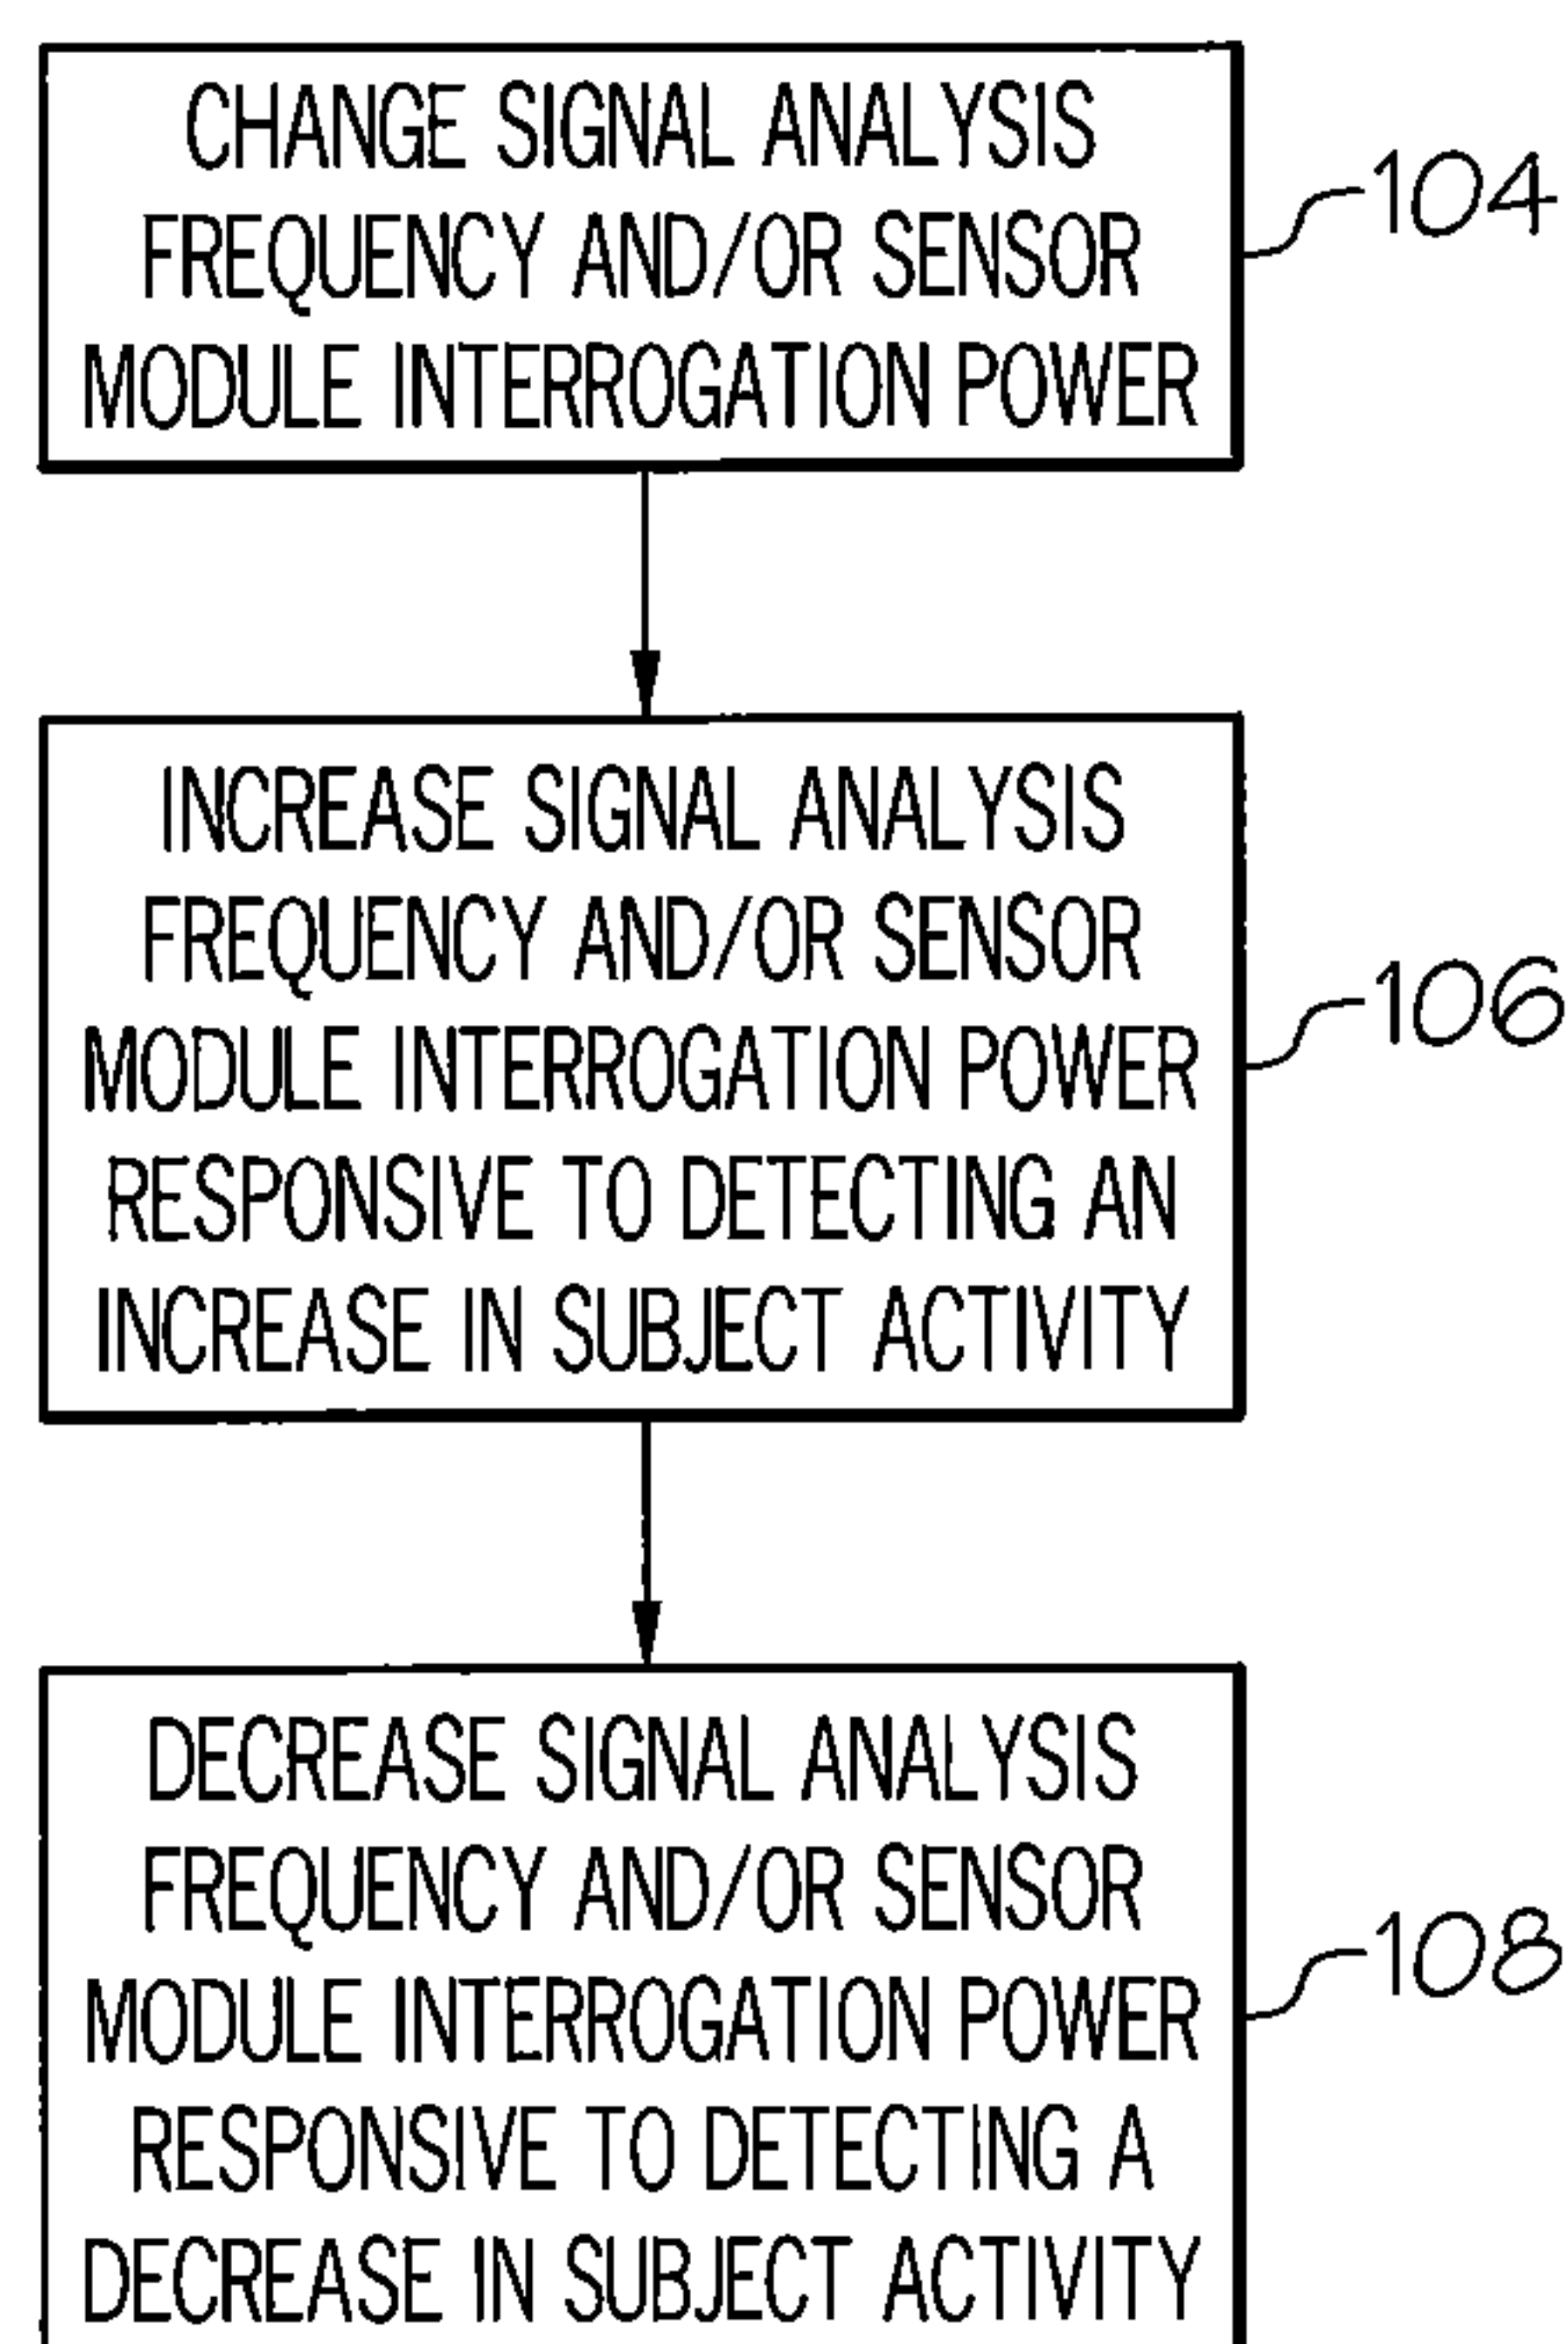 CHANGE SIGNAL ANALYSIS
FREQUENCY AND/OR SENSOR
MODULE INTERROGATION POWER
104
INCREASE SIGNAL ANALYSIS
FREQUENCY AND/OR SENSOR
MODULE INTERROGATION POWER
RESPONSIVE TO DETECTING AN
INCREASE IN SUBJECT ACTIVITY
106
DECREASE SIGNAL ANALYSIS
FREQUENCY AND/OR SENSOR
MODULE INTERROGATION POWER
RESPONSIVE TO DETECTING A
DECREASE IN SUBJECT ACTIVITY
108